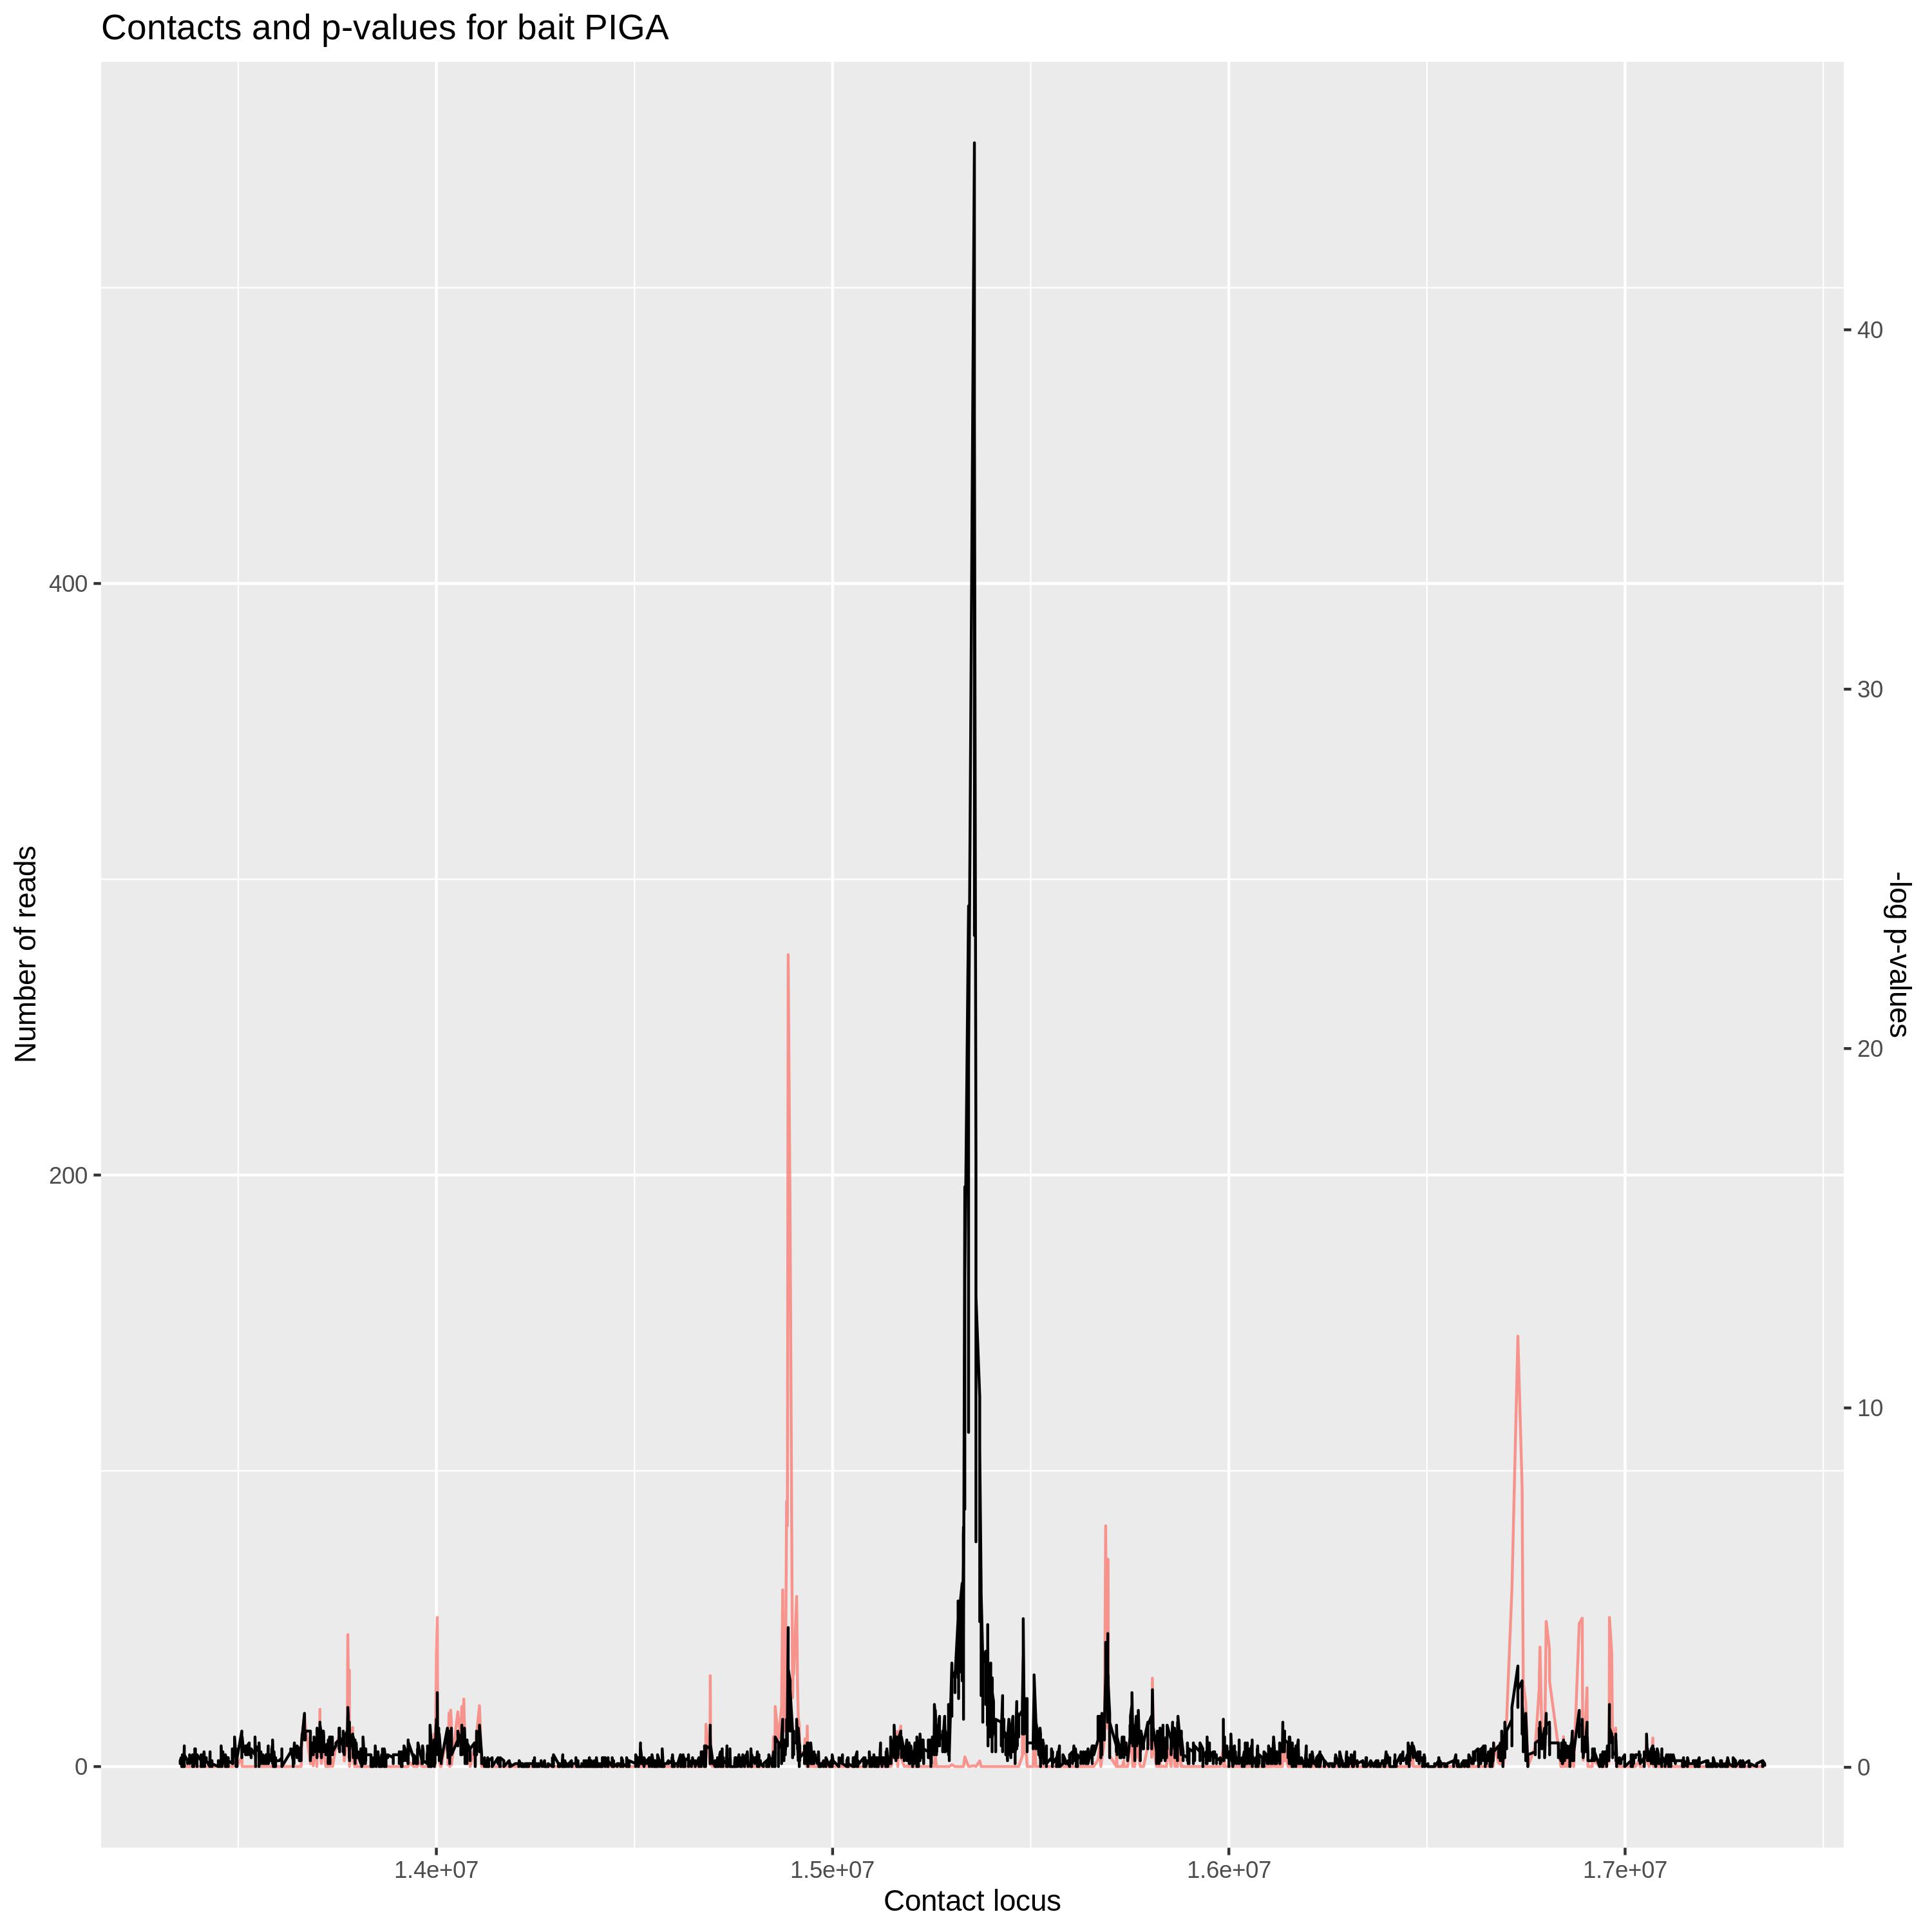 Contacts and p-values for bait PIGA
Number of reads
400
200
0
40
30
20
10
0
-log p-values
1.4e+07
1.5e+07
1.6e+07
1.7e+07
Contact locus